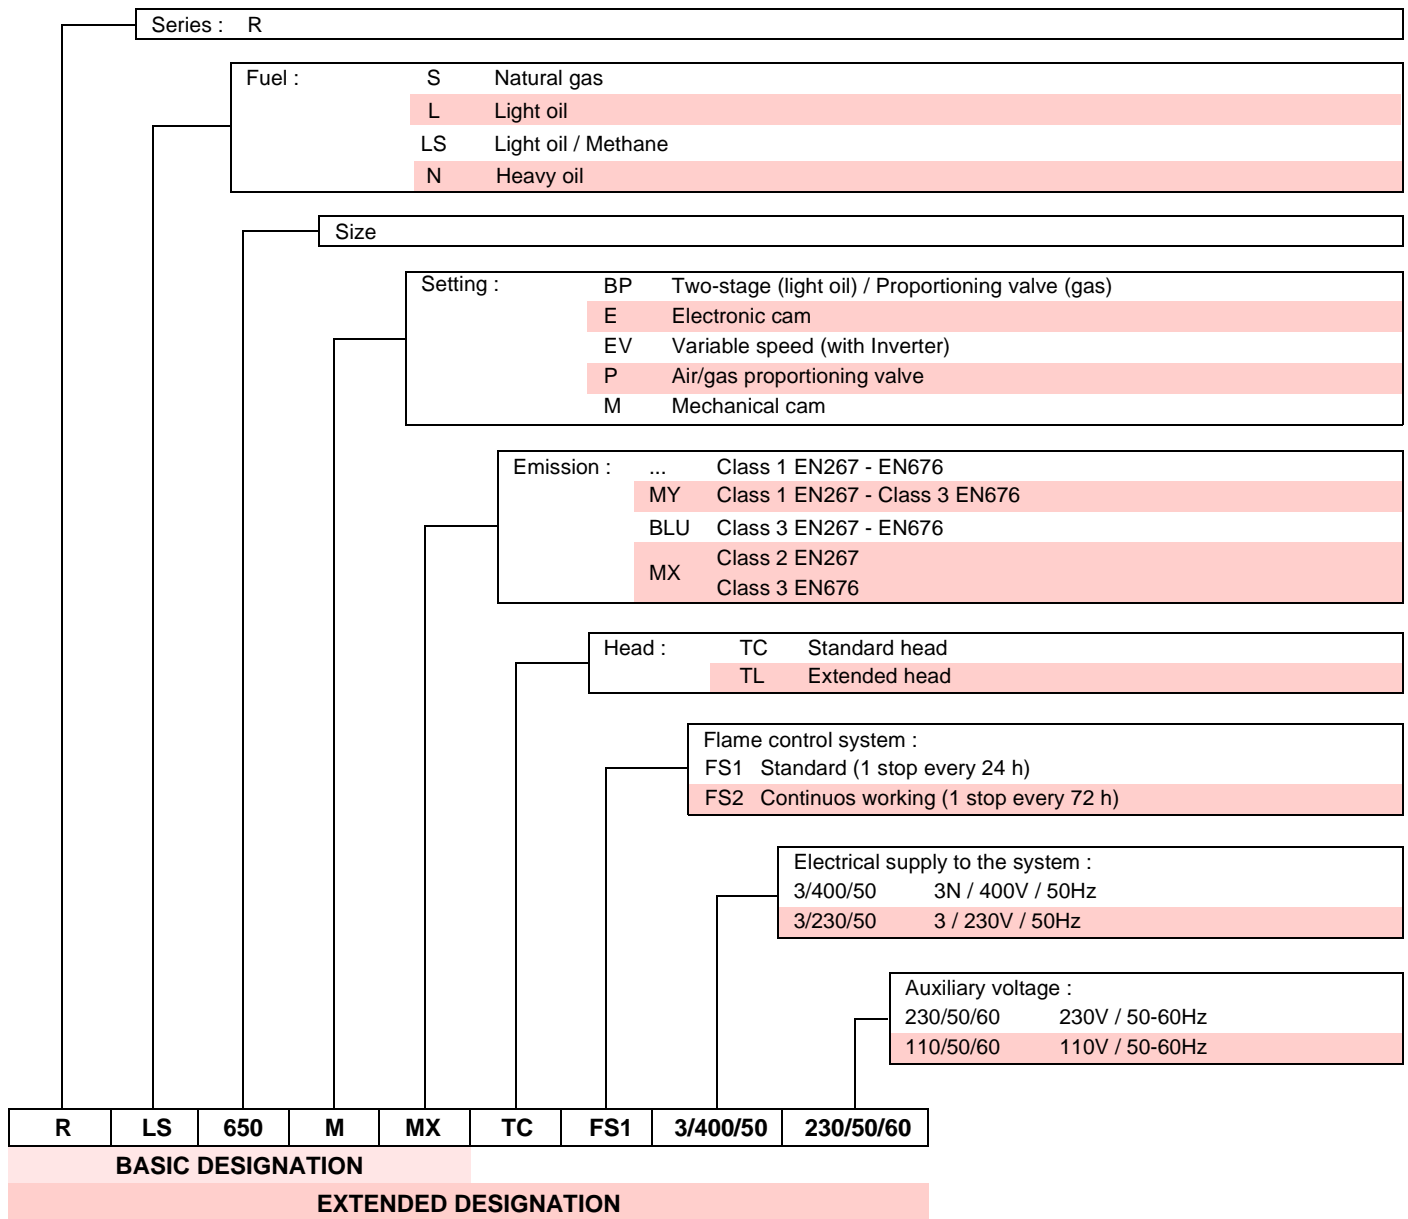 Series : R
Fuel : S Natural gas
L Light oil
LS Light oil / Methane
N Heavy oil
Size
Setting : BP Two-stage (light oil) / Proportioning valve (gas)
E Electronic cam
EV Variable speed (with Inverter)
P Air/gas proportioning valve
M Mechanical cam
Emission : ... Class 1 EN267 - EN676
MY Class 1 EN267 - Class 3 EN676
BLU Class 3 EN267 - EN676
MX Class 2 EN267
Class 3 EN676
Head : TC Standard head
TL Extended head
Flame control system :
FS1 Standard (1 stop every 24 h)
FS2 Continuos working (1 stop every 72 h)
Electrical supply to the system :
3/400/50 3N / 400V / 50Hz
3/230/50 3 / 230V / 50Hz
Auxiliary voltage :
230/50/60 230V / 50-60Hz
110/50/60 110V / 50-60Hz
R LS 650 M MX TC FS1 3/400/50 230/50/60
BASIC DESIGNATION
EXTENDED DESIGNATION